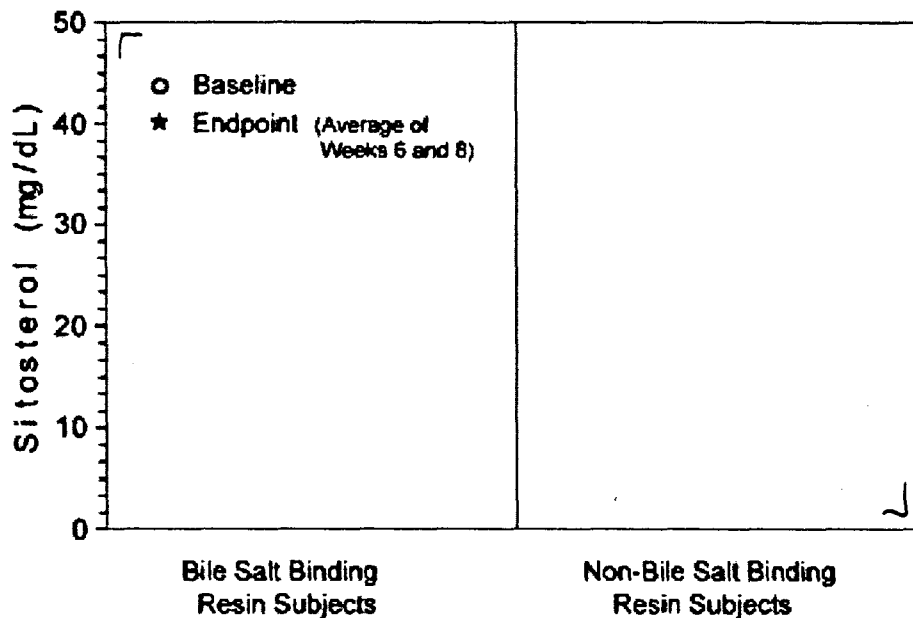 50
40
30
20
10
0
Sitosterol (mg/dL)
Baseline
Endpoint (Average of
Weeks 6 and 8)
Bile Salt Binding
Resin Subjects
Non-Bile Salt Binding
Resin Subjects